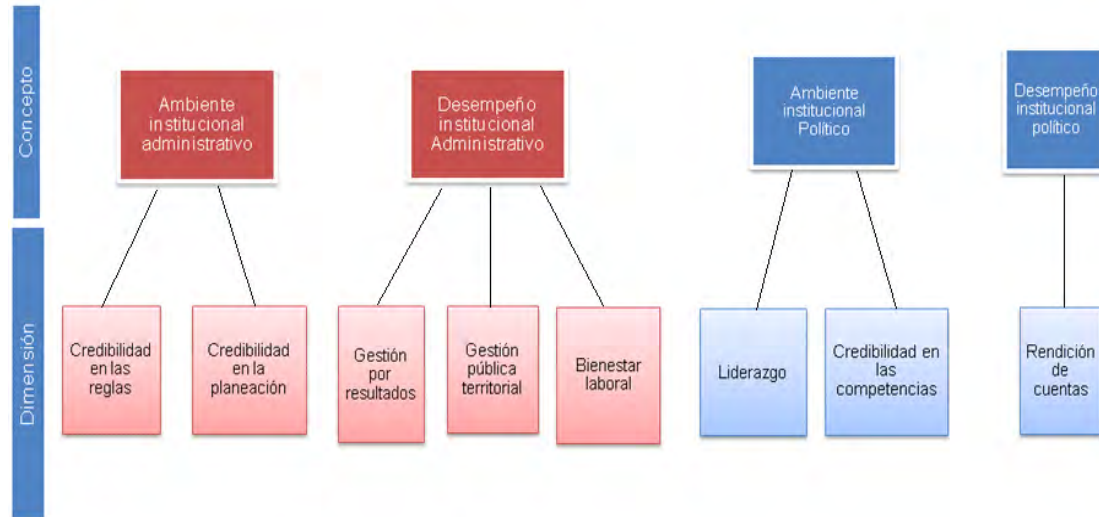 Concepto
Ambiente
institucional
administrativo
Desempeño
institucional
Administrativo
Ambiente
institucional
Político
Desempeño
institucional
político
Dimensión
Credibilidad
en las
reglas
Credibilidad
en la
planeación
Gestión
por
resultados
Gestión
pública
territorial
Bienestar
laboral
Liderazgo
Credibilidad en
las
competencias
Rendición
de
cuentas